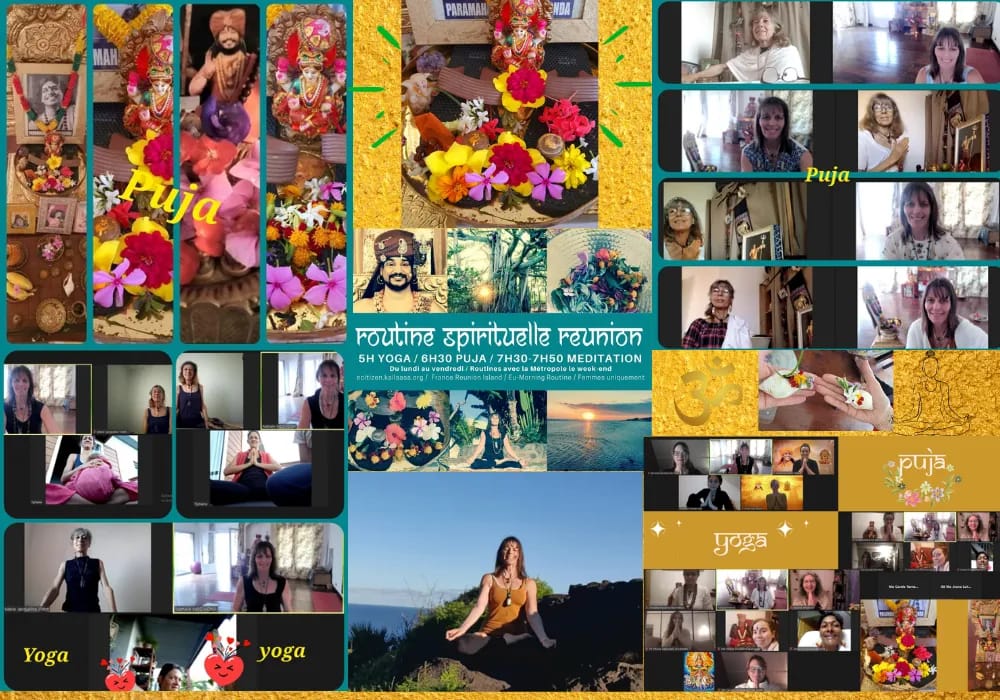 PARAMAH
NDA
MAH
Puja
Puja
Routine Spirituelle Reunion
5H YOGA / 6H30 PUJA / 7H30-7H50 MEDITATION
Du lundi au vendredi / Routines avec la Métropole le week-end
ecitizen.kailaasa.org / France Reunion Island / Eu-Morning Routine / Femmes uniquement
ॐ
puja
yoga
Yoga
yoga
PARAMAH